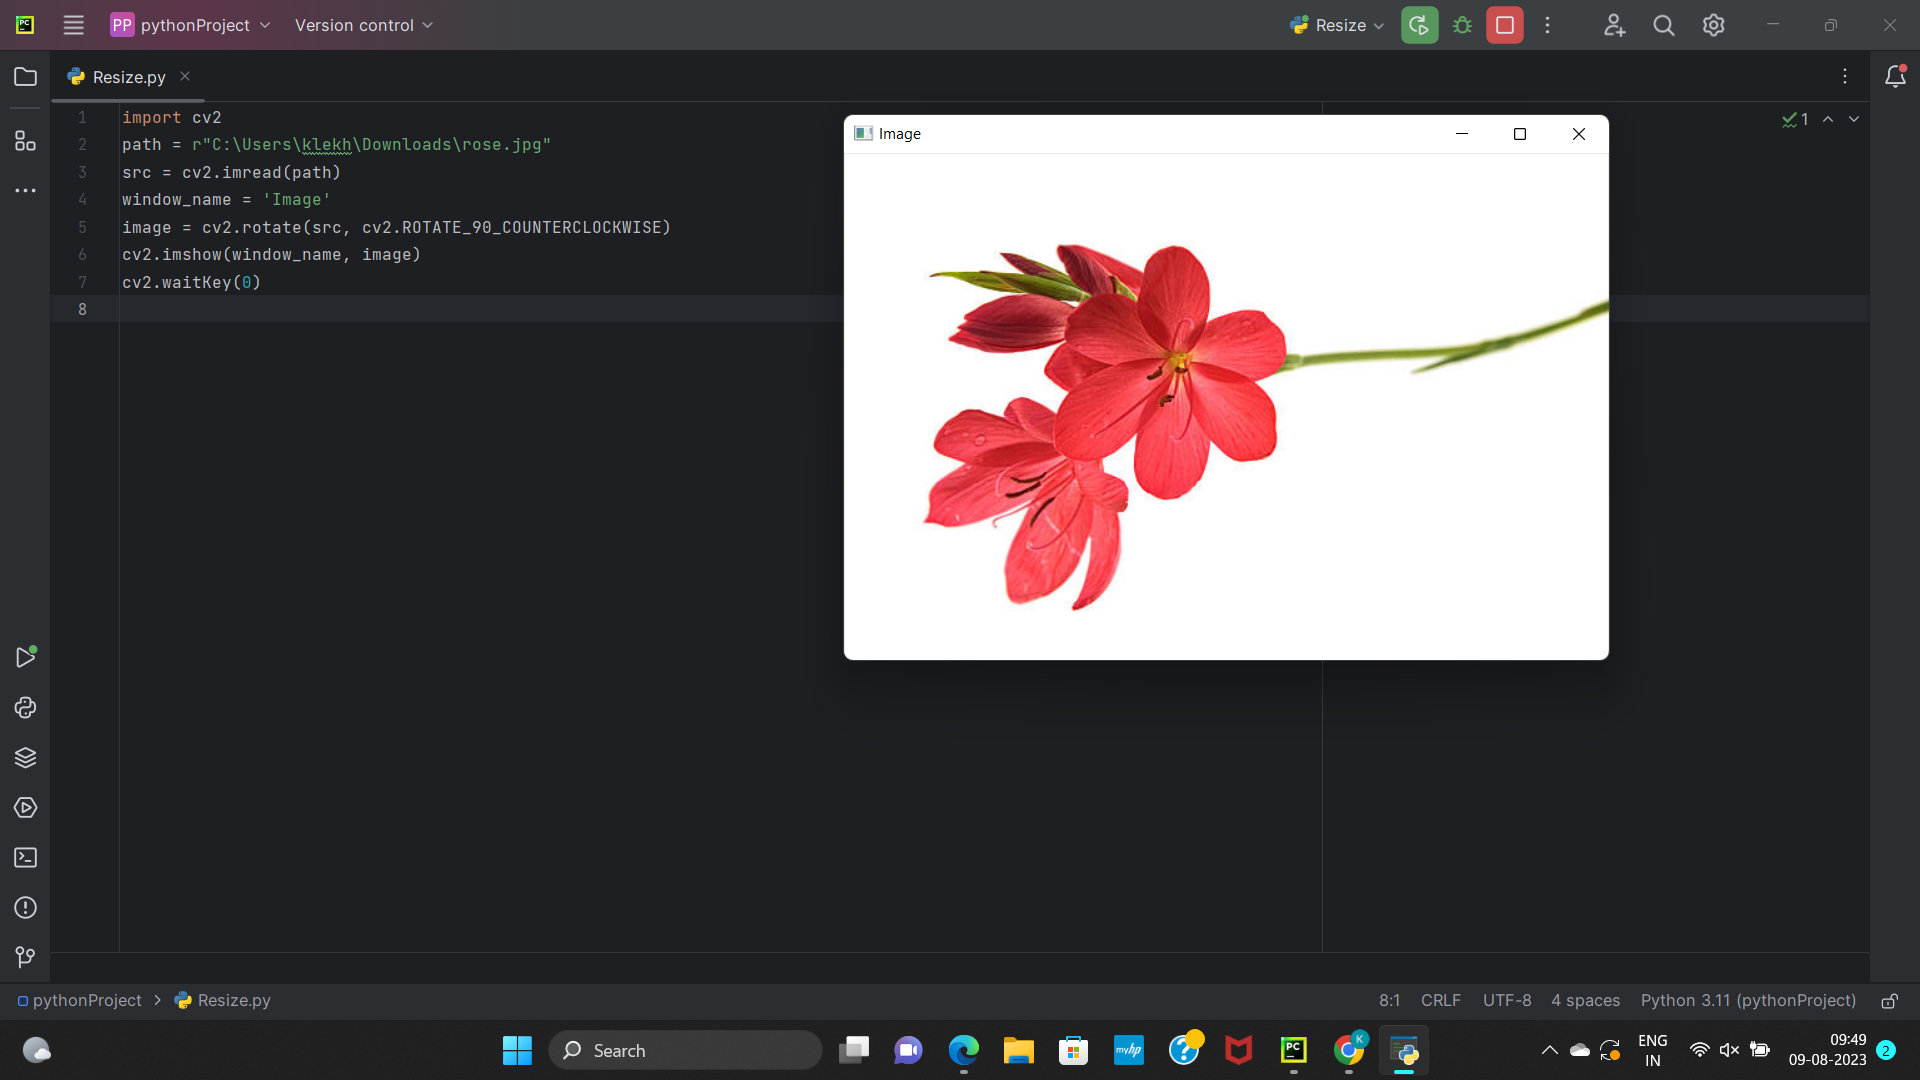 PC
PP pythonProject Version control
Resize
Resize.py
1 import cv2
2 path = r"C:\Users\klekh\Downloads\rose.jpg"
3 src = cv2.imread(path)
4 window_name = 'Image'
5 image = cv2.rotate(src, cv2.ROTATE_90_COUNTERCLOCKWISE)
6 cv2.imshow(window_name, image)
7 cv2.waitKey(0)
8
1
Image
pythonProject > Resize.py
8:1 CRLF UTF-8 4 spaces Python 3.11 (pythonProject)
Search
myhp
?
PC
K
ENG
IN
09:49
09-08-2023
2